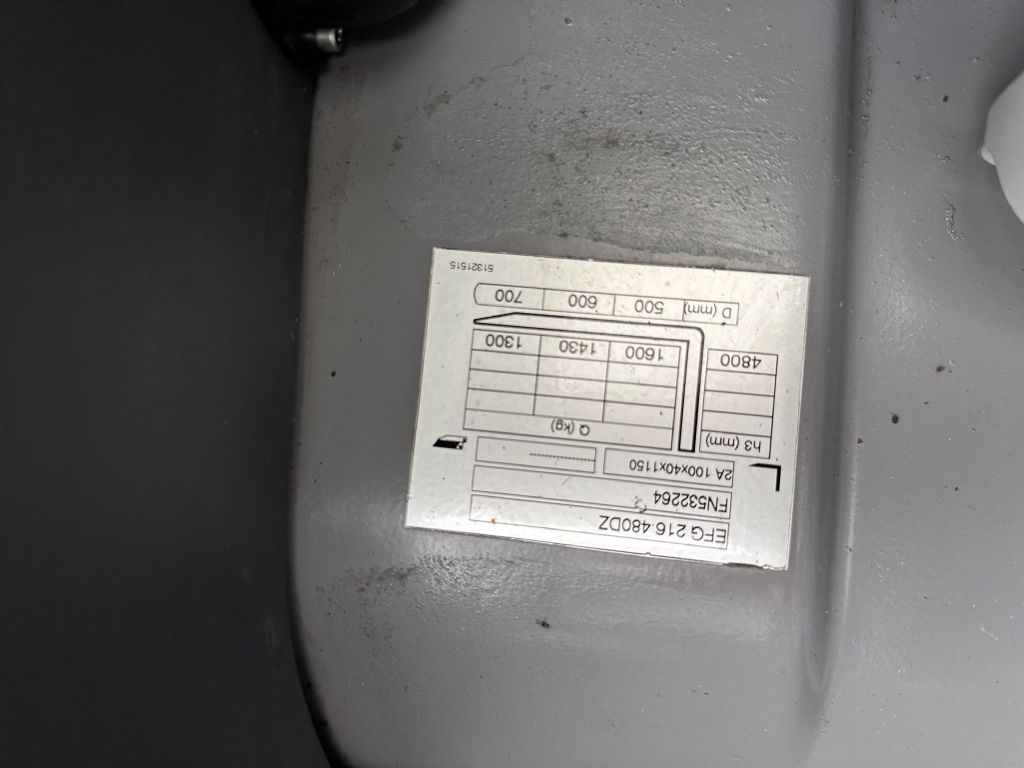 EFG 216 480DZ
FN532264
2A 100x40x1150 --------------------
h3 (mm) Q (kg)
4800 1600 1430 1300
D (mm) 500 600 700
51321515